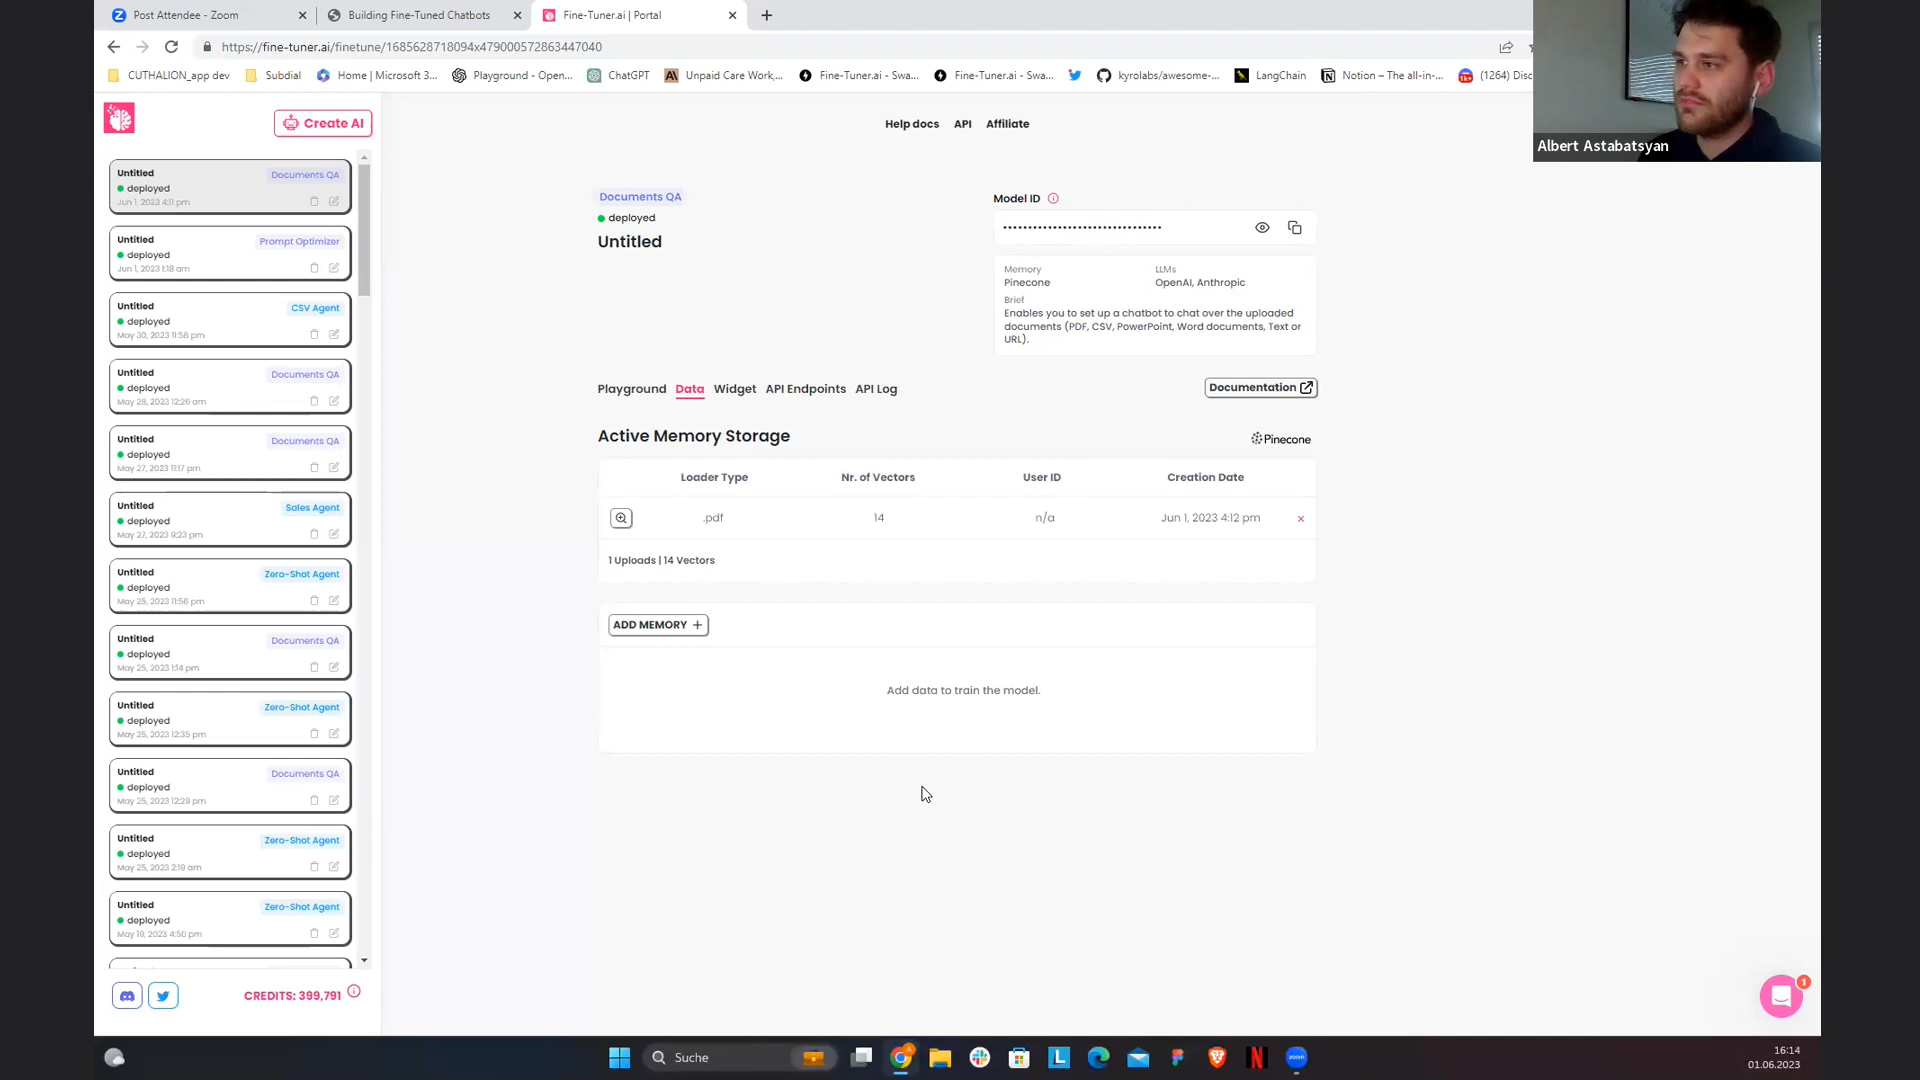 Post Attendee - Zoom
Building Fine-Tuned Chatbots
Fine-Tuner.ai | Portal
https://fine-tuner.ai/finetune/1685628718094x479000572863447040
CUTHALION_app dev
Subdial
Home | Microsoft 3...
Playground - Open...
ChatGPT
Unpaid Care Work,...
Fine-Tuner.ai - Swa...
Fine-Tuner.ai - Swa...
kyrolabs/awesome-...
LangChain
Notion – The all-in-...
(1264) Disc
Albert Astabatsyan
Create AI
Help docs
API
Affiliate
Untitled
Documents QA
deployed
Jun 1, 2023 4:11 pm
Untitled
Prompt Optimizer
deployed
Jun 1, 2023 1:18 am
Untitled
CSV Agent
deployed
May 30, 2023 11:58 pm
Untitled
Documents QA
deployed
May 28, 2023 12:26 am
Untitled
Documents QA
deployed
May 27, 2023 11:17 pm
Untitled
Sales Agent
deployed
May 27, 2023 9:23 pm
Untitled
Zero-Shot Agent
deployed
May 25, 2023 11:56 pm
Untitled
Documents QA
deployed
May 25, 2023 1:14 pm
Untitled
Zero-Shot Agent
deployed
May 25, 2023 12:35 pm
Untitled
Documents QA
deployed
May 25, 2023 12:29 pm
Untitled
Zero-Shot Agent
deployed
May 25, 2023 2:19 am
Untitled
Zero-Shot Agent
deployed
May 19, 2023 4:56 pm
CREDITS: 399,791
Documents QA
deployed
Untitled
Model ID
Memory
Pinecone
LLMs
OpenAI, Anthropic
Brief
Enables you to set up a chatbot to chat over the uploaded
documents (PDF, CSV, PowerPoint, Word documents, Text or
URL).
Playground
Data
Widget
API Endpoints
API Log
Documentation
Active Memory Storage
Pinecone
Loader Type
Nr. of Vectors
User ID
Creation Date
.pdf
14
n/a
Jun 1, 2023 4:12 pm
1 Uploads | 14 Vectors
ADD MEMORY +
Add data to train the model.
1
Suche
16:14
01.06.2023